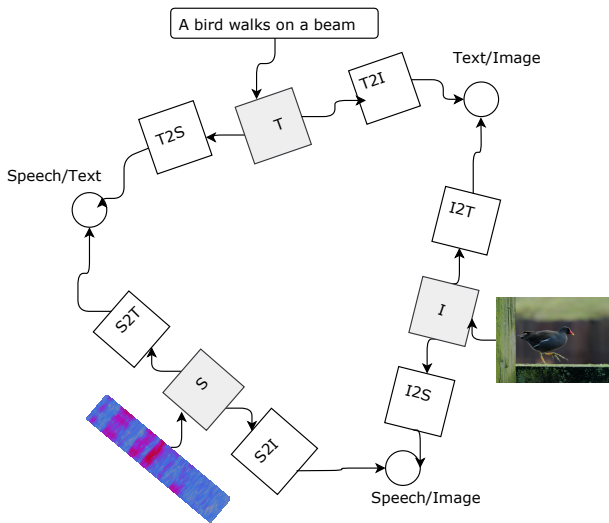 A bird walks on a beam
Text/Image
T2I
T
T2S
Speech/Text
I2T
I
S2T
S
I2S
S2I
Speech/Image